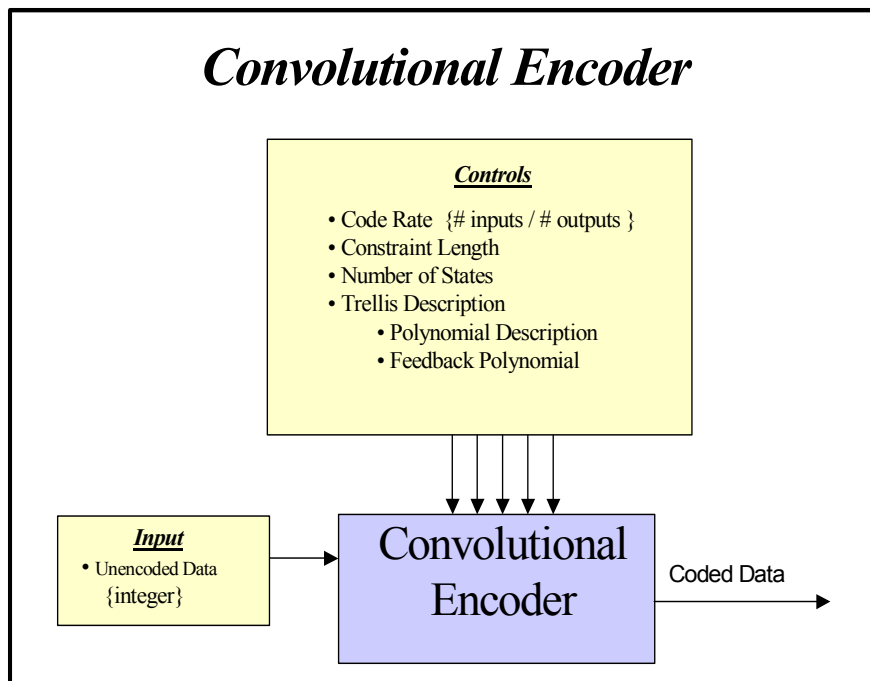 Convolutional Encoder
Controls
• Code Rate {# inputs / # outputs }
• Constraint Length
• Number of States
• Trellis Description
• Polynomial Description
• Feedback Polynomial
Input
• Unencoded Data
{integer}
Convolutional
Encoder
Coded Data